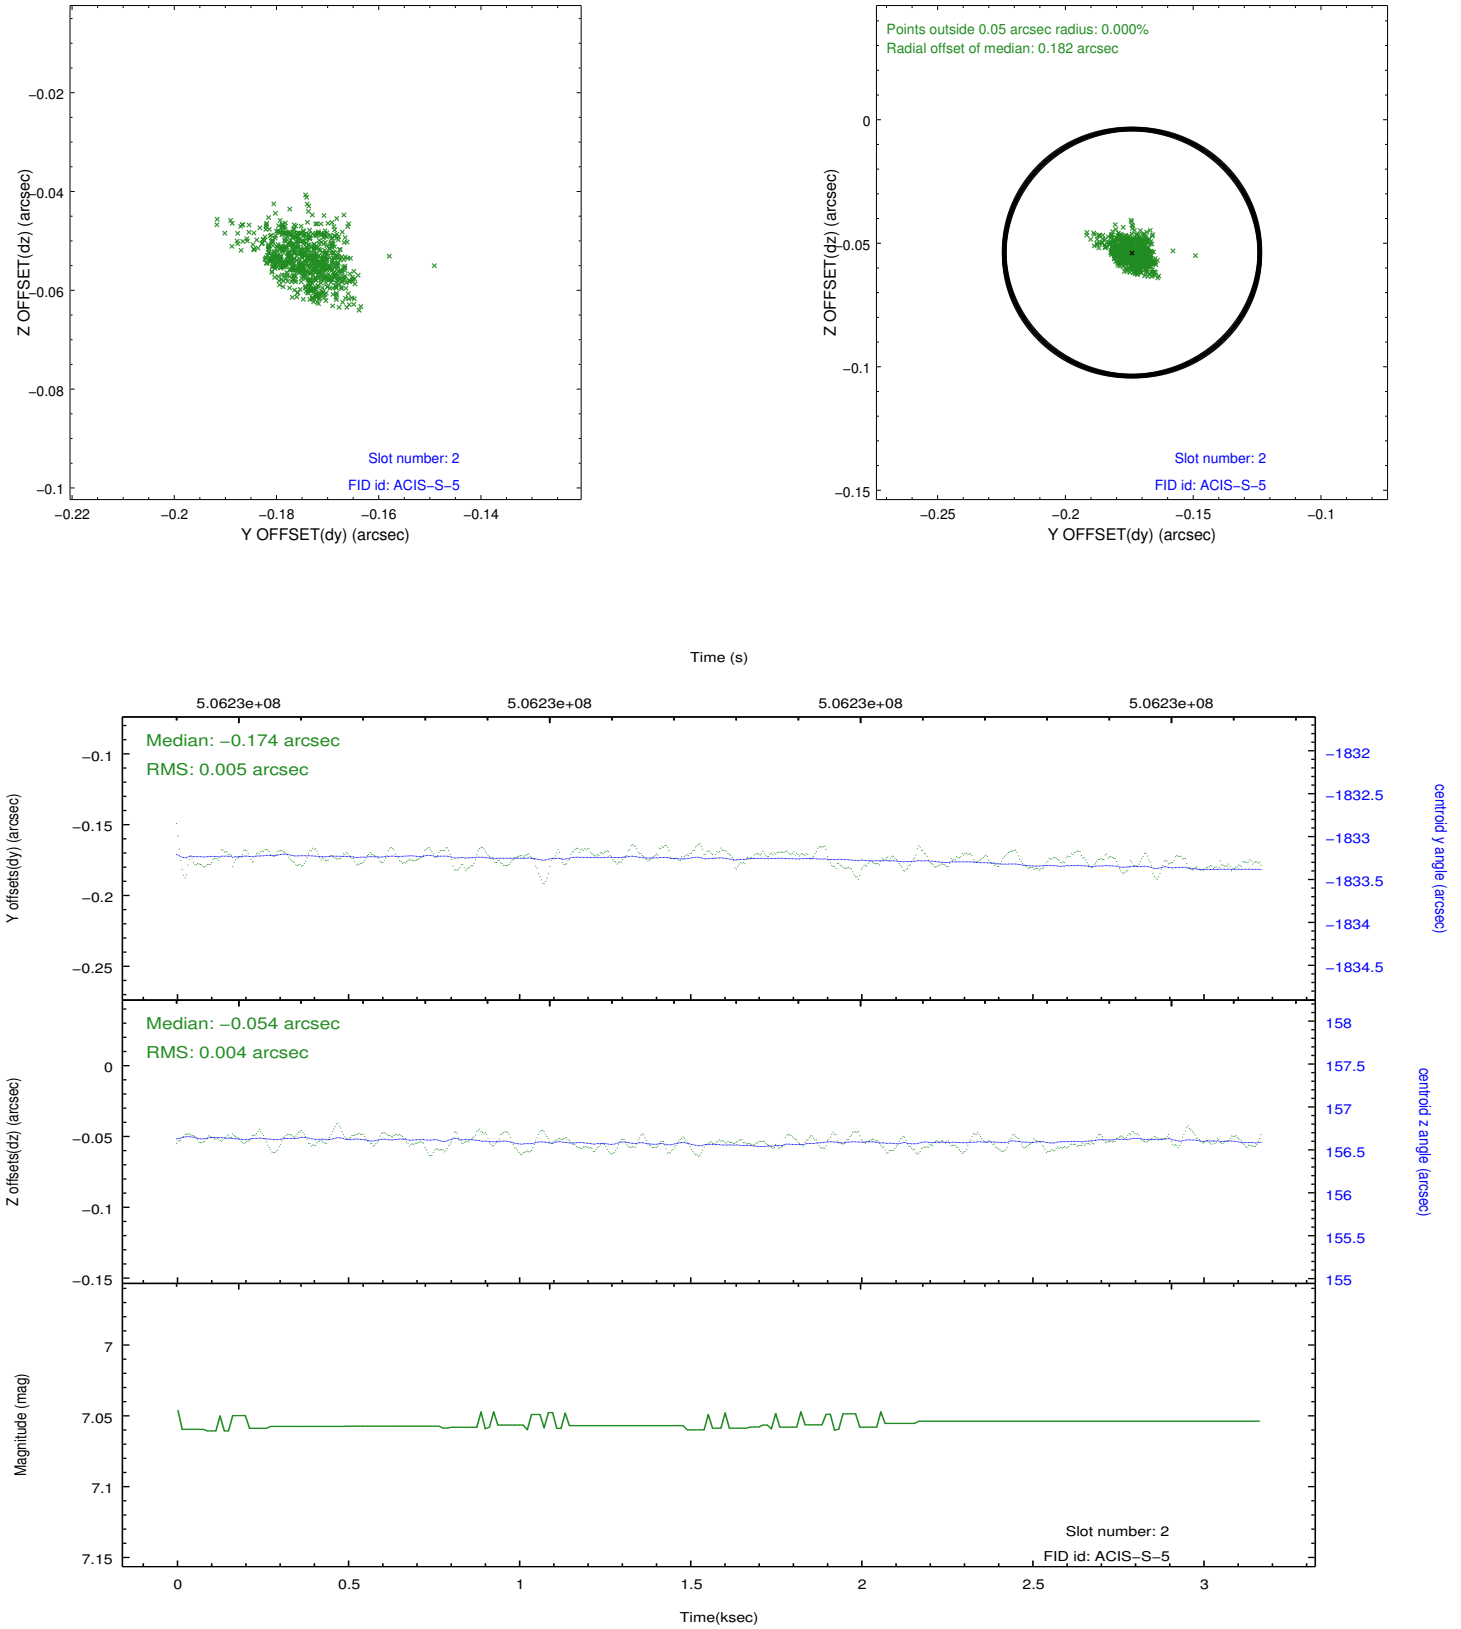 −0.02
−0.04
−0.06
−0.08
−0.1
Z OFFSET(dz) (arcsec)
Slot number: 2
FID id: ACIS−S−5
−0.22
−0.2
−0.18
−0.16
−0.14
Y OFFSET(dy) (arcsec)
Points outside 0.05 arcsec radius: 0.000%
Radial offset of median: 0.182 arcsec
0
−0.05
−0.1
−0.15
Z OFFSET(dz) (arcsec)
Slot number: 2
FID id: ACIS−S−5
−0.25
−0.2
−0.15
−0.1
Y OFFSET(dy) (arcsec)
Time (s)
5.0623e+08
5.0623e+08
5.0623e+08
5.0623e+08
Median: −0.174 arcsec
RMS: 0.005 arcsec
−0.1
−0.15
−0.2
−0.25
Y offsets(dy) (arcsec)
−1832
−1832.5
−1833
−1833.5
−1834
−1834.5
centroid y angle (arcsec)
Median: −0.054 arcsec
RMS: 0.004 arcsec
0
−0.05
−0.1
−0.15
Z offsets(dz) (arcsec)
158
157.5
157
156.5
156
155.5
155
centroid z angle (arcsec)
7
7.05
7.1
7.15
Magnitude (mag)
Slot number: 2
FID id: ACIS−S−5
0
0.5
1
1.5
2
2.5
3
Time(ksec)